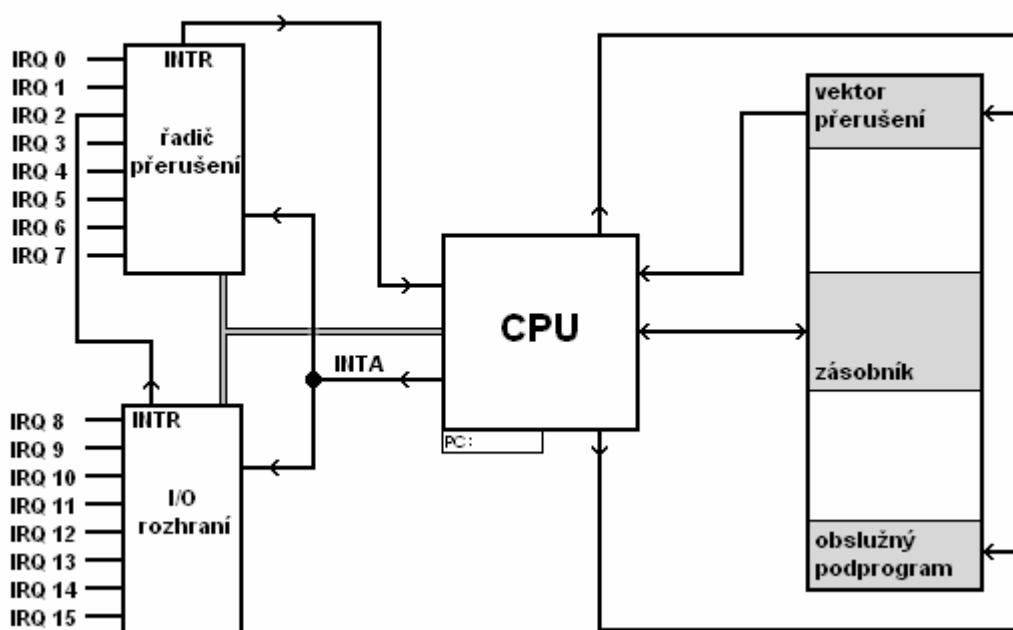 IRQ 0
IRQ 1
IRQ 2
IRQ 3
IRQ 4
IRQ 5
IRQ 6
IRQ 7
INTR
řadič
přerušení
IRQ 8
IRQ 9
IRQ 10
IRQ 11
IRQ 12
IRQ 13
IRQ 14
IRQ 15
INTR
I/O
rozhraní
INTA
CPU
PC:
vektor
přerušení
zásobník
obslužný
podprogram